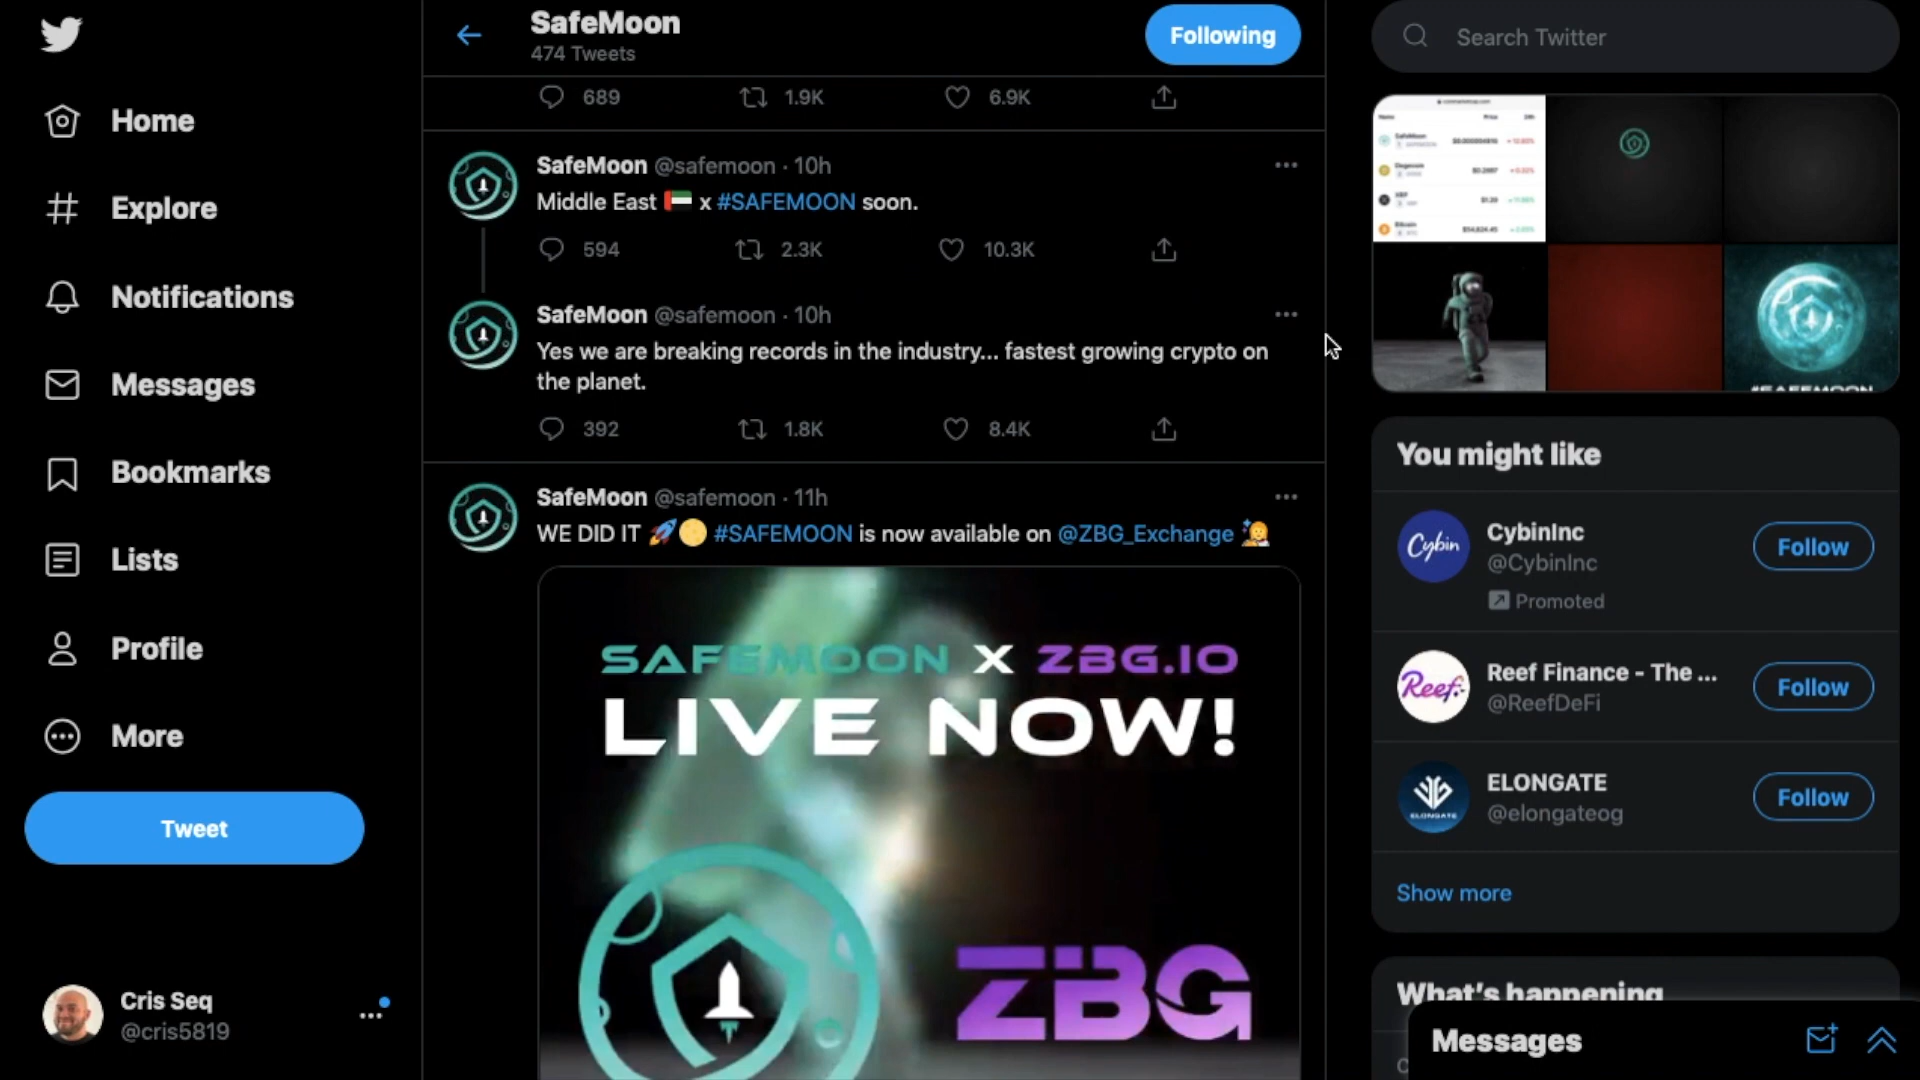 Home
Explore
Notifications
Messages
Bookmarks
Lists
Profile
More
Tweet
Cris Seq
@cris5819
SafeMoon
474 Tweets
Following
689 1.9K 6.9K
SafeMoon @safemoon · 10h
Middle East 🇦🇪 x #SAFEMOON soon.
594 2.3K 10.3K
SafeMoon @safemoon · 10h
Yes we are breaking records in the industry... fastest growing crypto on
the planet.
392 1.8K 8.4K
SafeMoon @safemoon · 11h
WE DID IT 🚀🌕 #SAFEMOON is now available on @ZBG_Exchange 🧑‍🚀
SAFEMOON X ZBG.IO
LIVE NOW!
ZBG
Search Twitter
#SAFEMOON
You might like
Cybin
CybinInc
@CybinInc
Promoted
Follow
Reef
Reef Finance - The ...
@ReefDeFi
Follow
ELONGATE
ELONGATE
@elongateog
Follow
Show more
What's happening
Messages